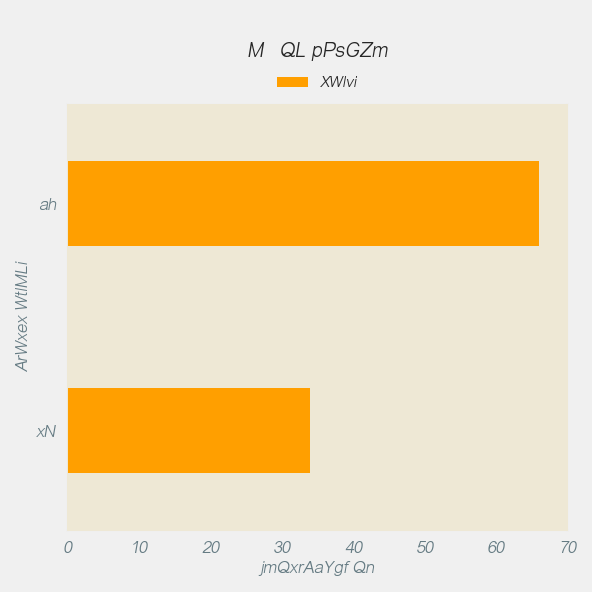 M QL pPsGZm
XWlvi
ah
xN
ArWxex WtlMLi
0 10 20 30 40 50 60 70
jmQxrAaYgf Qn